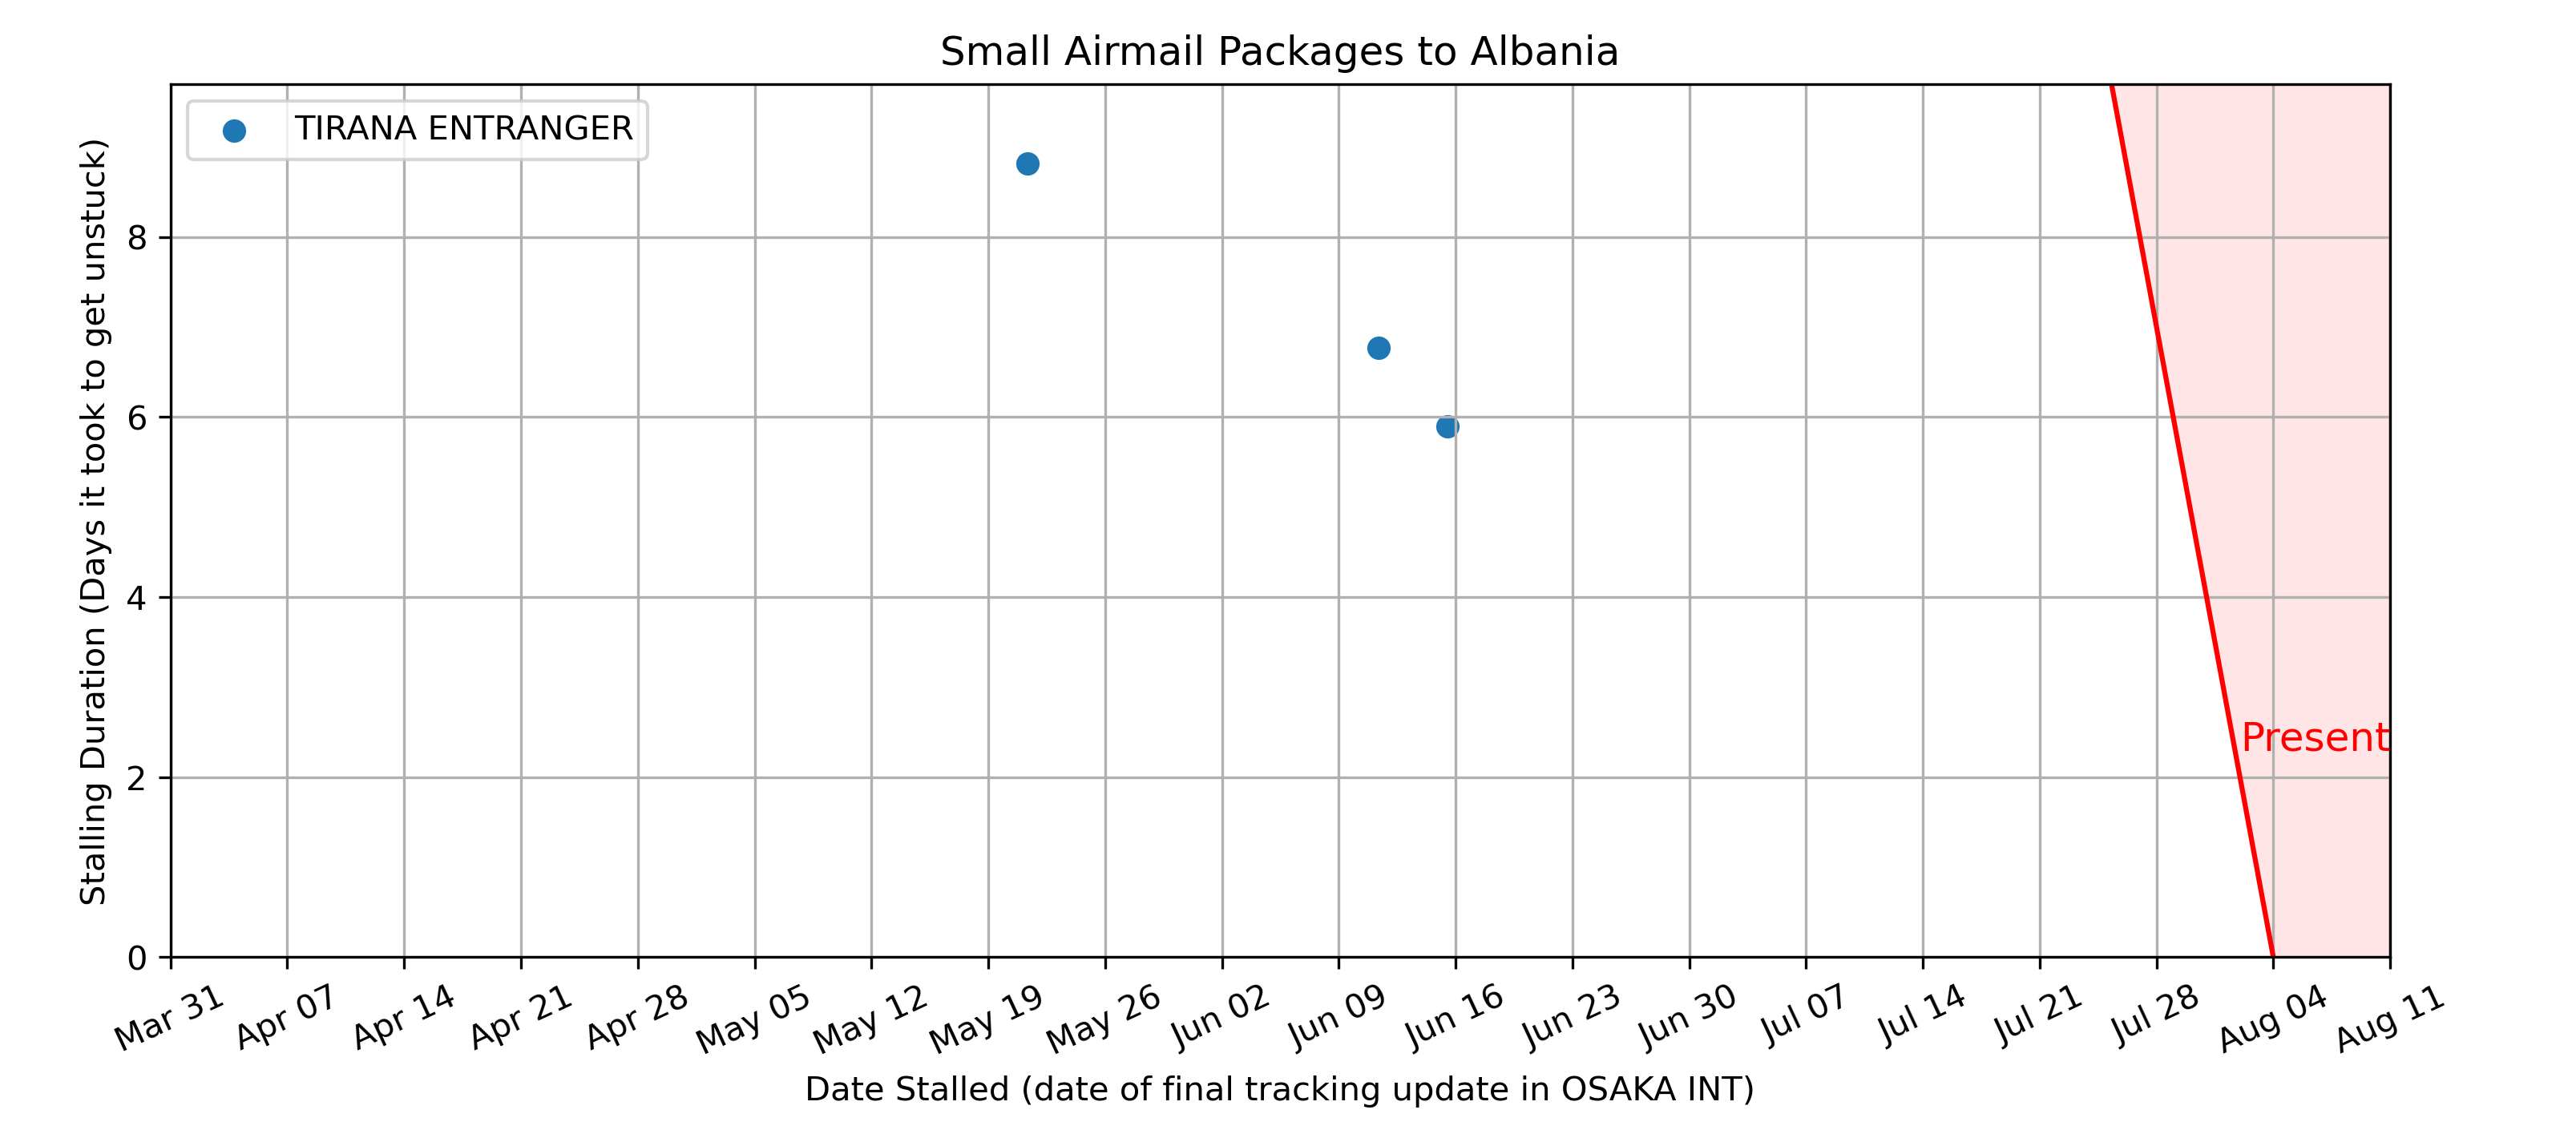 Small Airmail Packages to Albania
TIRANA ENTRANGER
Stalling Duration (Days it took to get unstuck)
8
6
4
2
0
Present
Mar 31 Apr 07 Apr 14 Apr 21 Apr 28 May 05 May 12 May 19 May 26 Jun 02 Jun 09 Jun 16 Jun 23 Jun 30 Jul 07 Jul 14 Jul 21 Jul 28 Aug 04 Aug 11
Date Stalled (date of final tracking update in OSAKA INT)